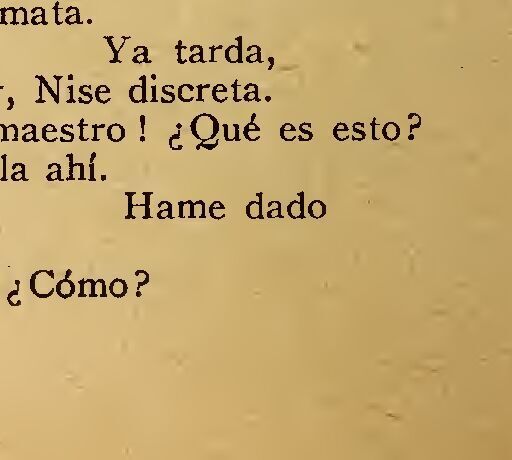 mata.
Ya tarda,
, Nise discreta.
maestro! ¿Qué es esto?
la ahí.
Hame dado
¿Cómo?